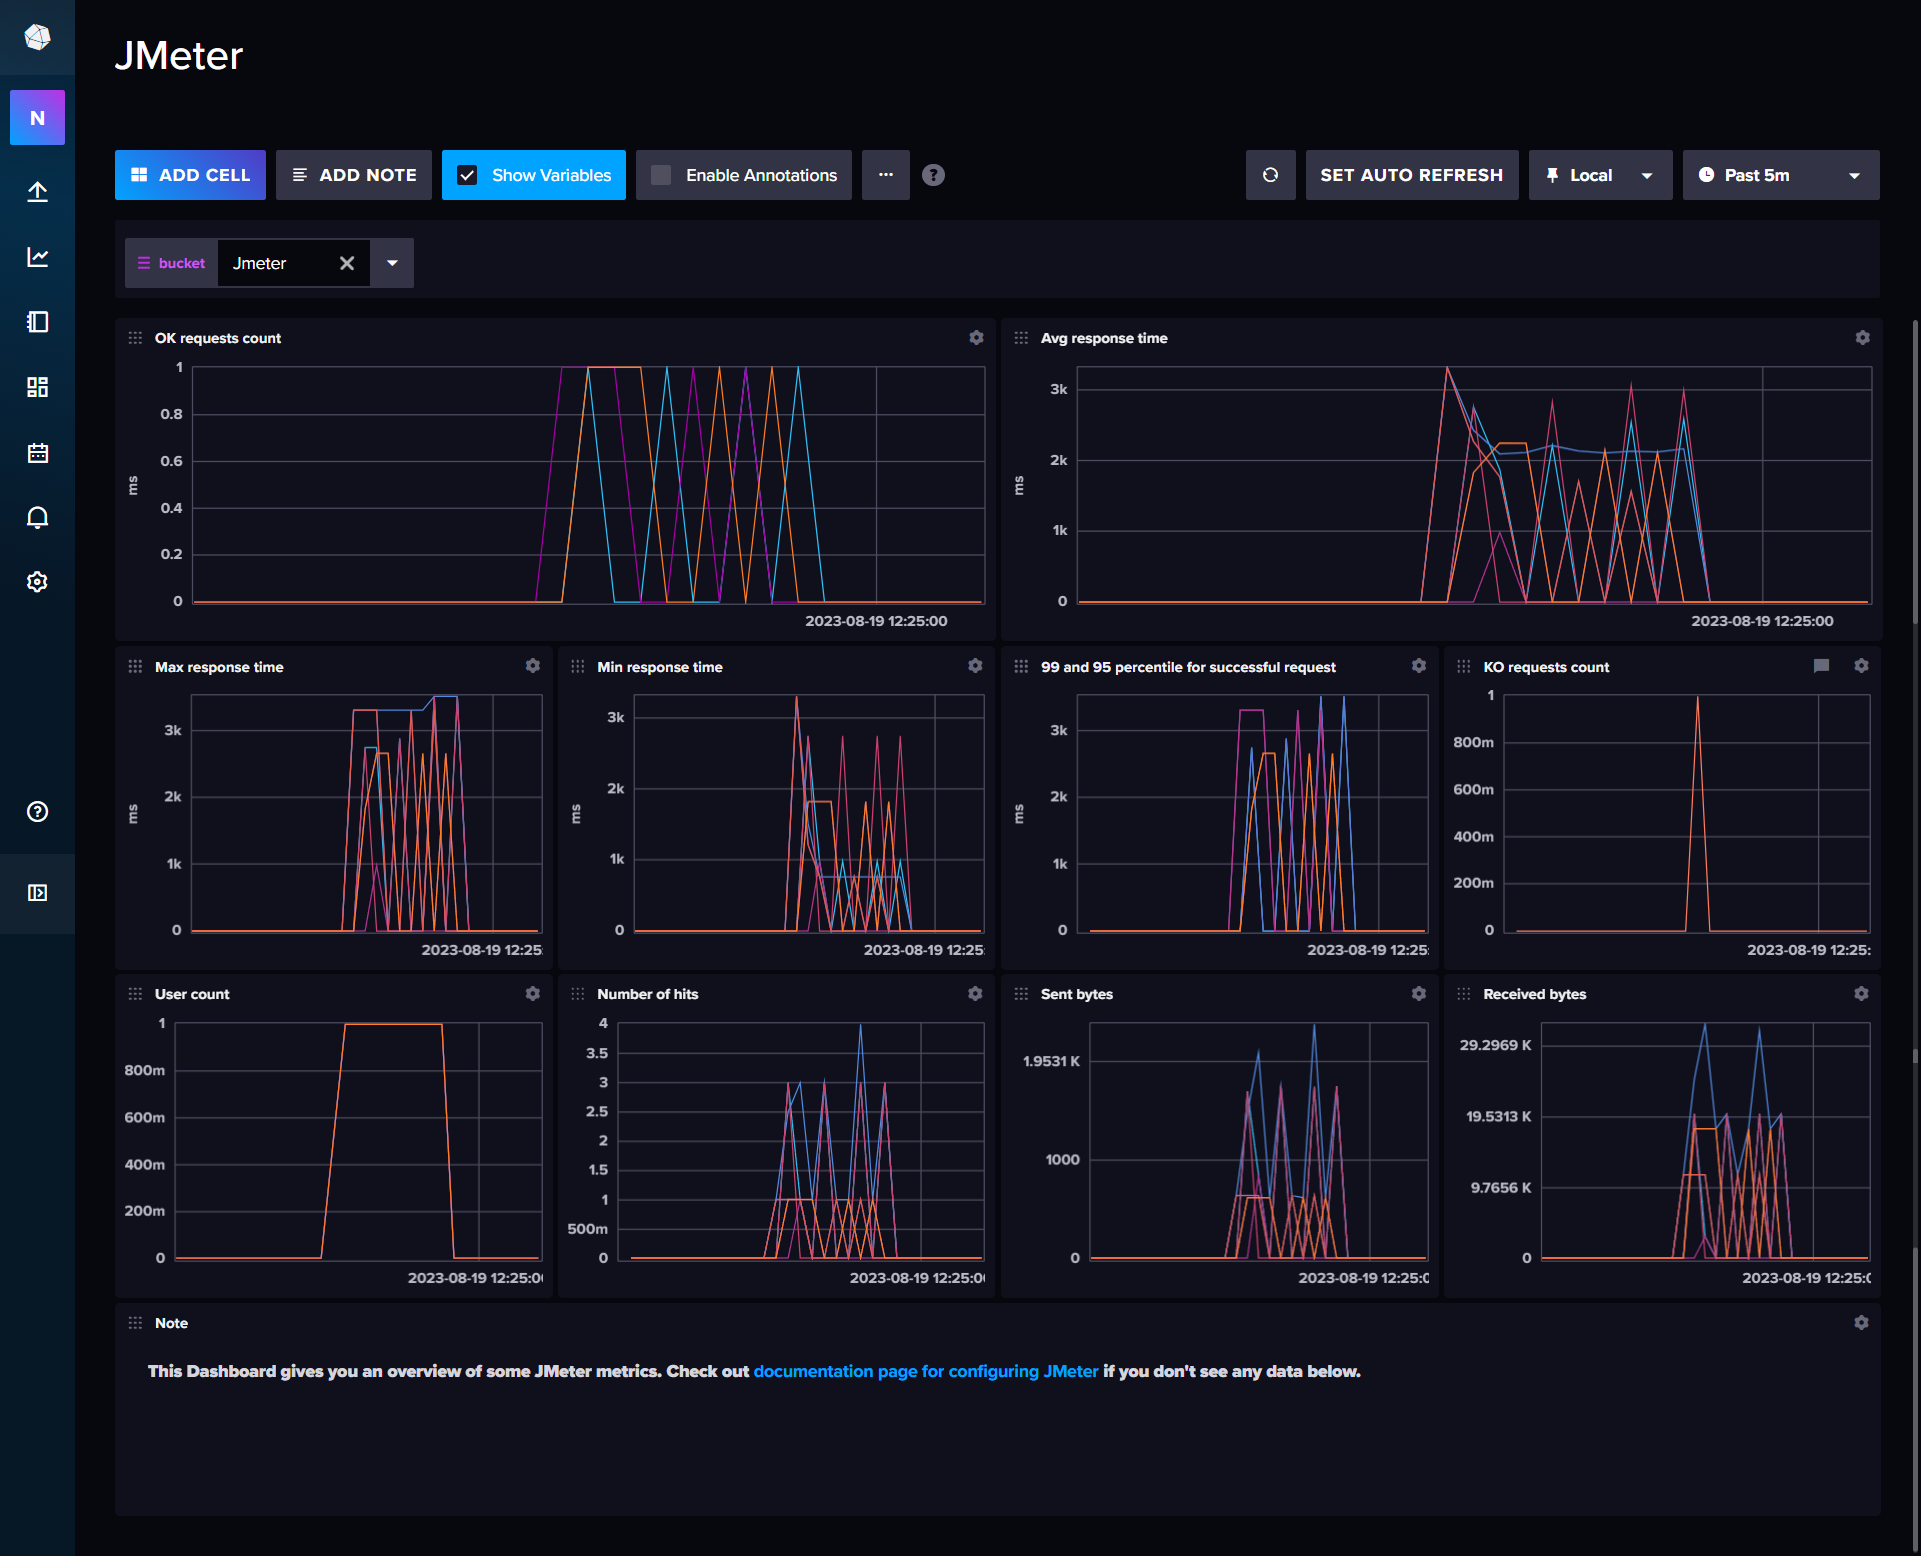 JMeter
N
ADD CELL
ADD NOTE
Show Variables
Enable Annotations
...
?
SET AUTO REFRESH
Local
Past 5m
bucket
Jmeter
OK requests count
1
0.8
0.6
0.4
0.2
0
ms
2023-08-19 12:25:00
Avg response time
3k
2k
1k
0
ms
2023-08-19 12:25:00
Max response time
3k
2k
1k
0
ms
2023-08-19 12:25
Min response time
3k
2k
1k
0
ms
2023-08-19 12:25:
99 and 95 percentile for successful request
3k
2k
1k
0
ms
2023-08-19 12:25:
KO requests count
1
800m
600m
400m
200m
0
2023-08-19 12:25:
User count
1
800m
600m
400m
200m
0
2023-08-19 12:25:0
Number of hits
4
3.5
3
2.5
2
1.5
1
500m
0
2023-08-19 12:25:0
Sent bytes
1.9531 K
1000
0
2023-08-19 12:25:0
Received bytes
29.2969 K
19.5313 K
9.7656 K
0
2023-08-19 12:25:0
Note
This Dashboard gives you an overview of some JMeter metrics. Check out documentation page for configuring JMeter if you don't see any data below.